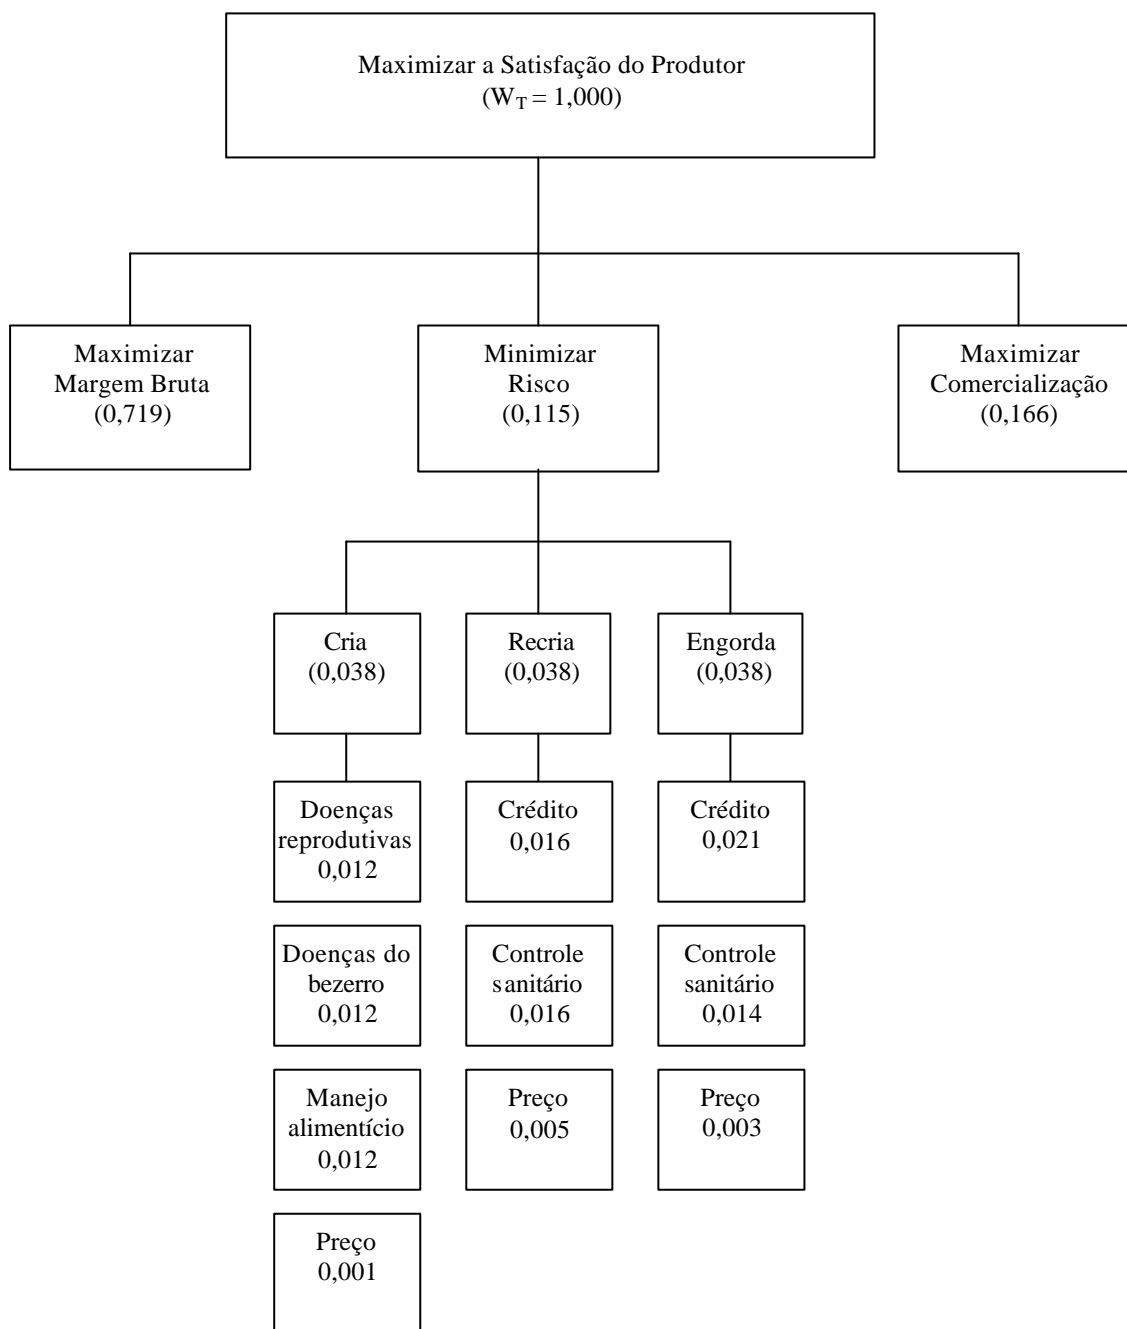 Maximizar a Satisfação do Produtor
(W_T = 1,000)
Maximizar
Margem Bruta
(0,719)
Minimizar
Risco
(0,115)
Maximizar
Comercialização
(0,166)
Cria
(0,038)
Recria
(0,038)
Engorda
(0,038)
Doenças
reprodutivas
0,012
Crédito
0,016
Crédito
0,021
Doenças do
bezerro
0,012
Controle
sanitário
0,016
Controle
sanitário
0,014
Manejo
alimentício
0,012
Preço
0,005
Preço
0,003
Preço
0,001